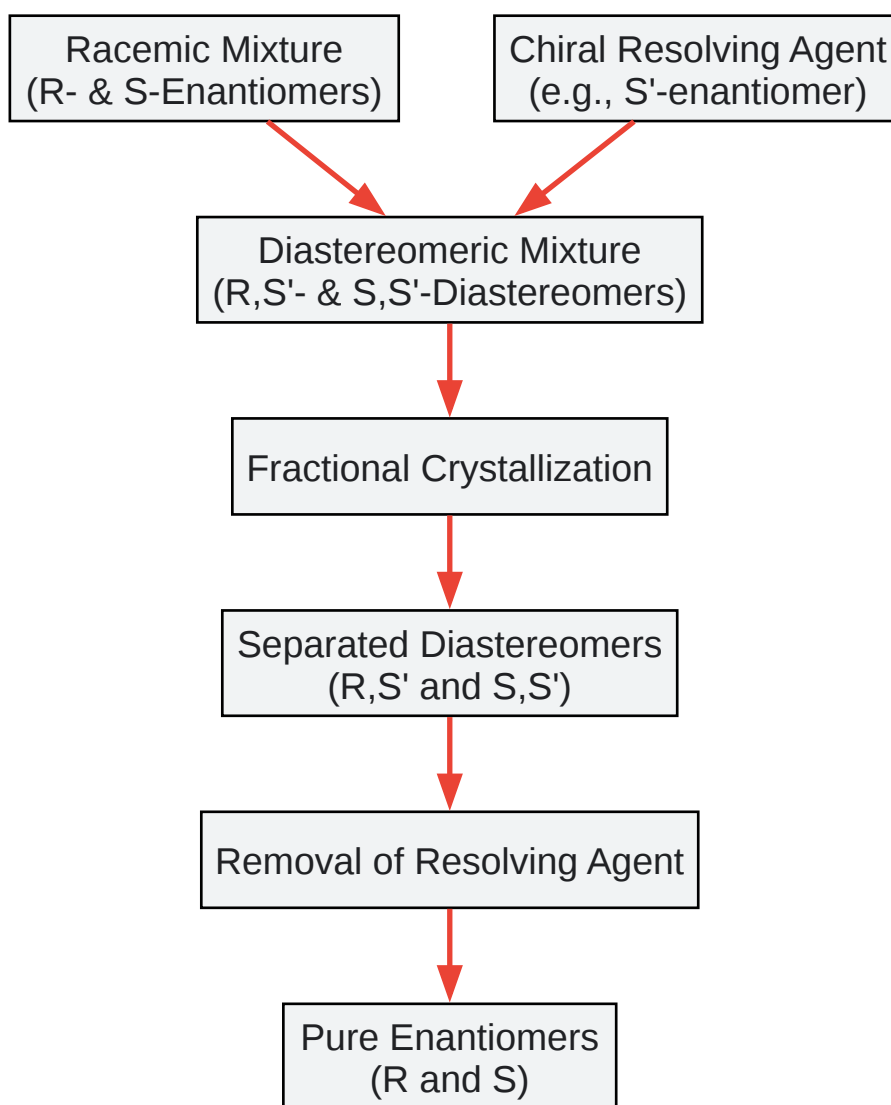 Racemic Mixture
(R- & S-Enantiomers)
Chiral Resolving Agent
(e.g., S'-enantiomer)
Diastereomeric Mixture
(R,S'- & S,S'-Diastereomers)
Fractional Crystallization
Separated Diastereomers
(R,S' and S,S')
Removal of Resolving Agent
Pure Enantiomers
(R and S)